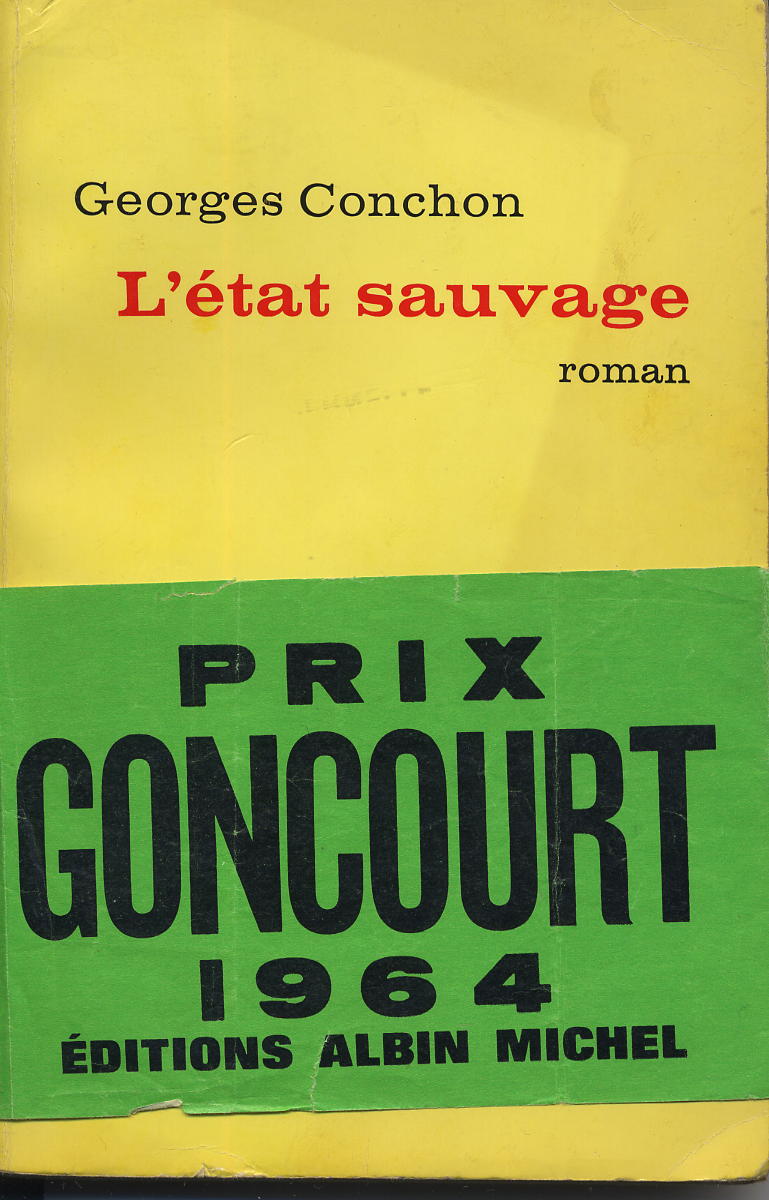 Georges Conchon
L'état sauvage
roman
PRIX
GONCOURT
1964
ÉDITIONS ALBIN MICHEL